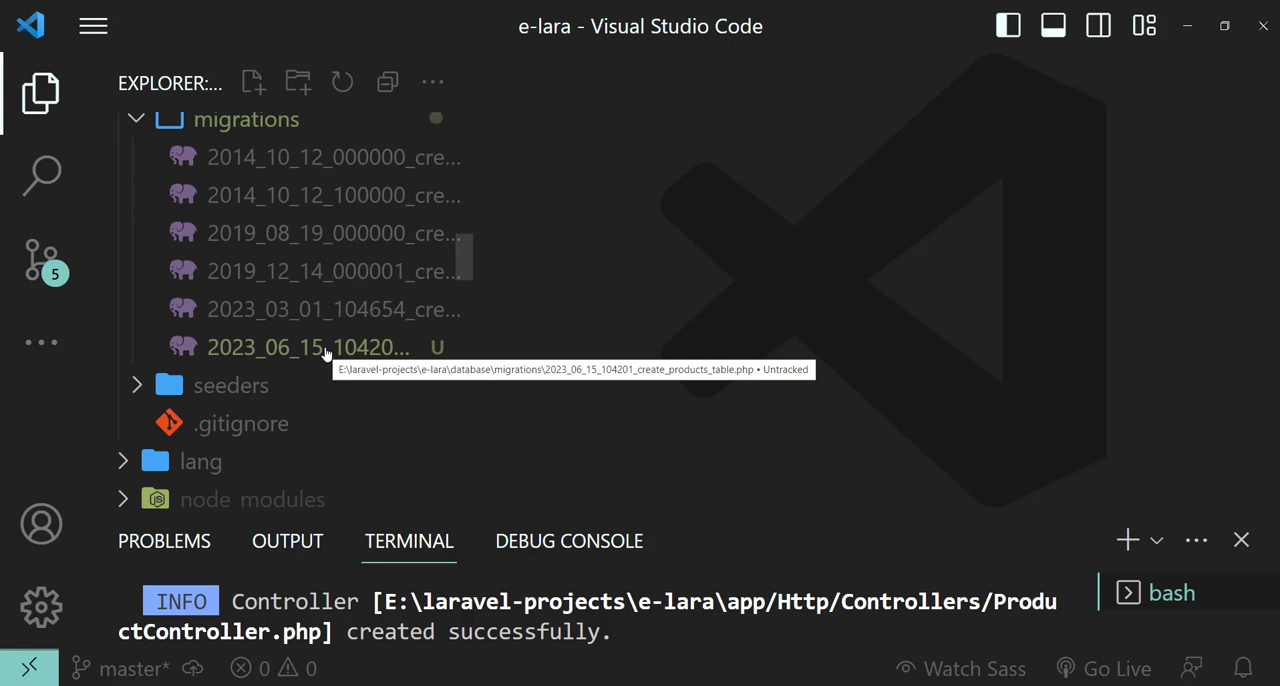 e-lara - Visual Studio Code
EXPLORER:...
migrations
2014_10_12_000000_cre...
2014_10_12_100000_cre...
2019_08_19_000000_cre...
2019_12_14_000001_cre...
2023_03_01_104654_cre...
2023_06_15_10420... U
E:\laravel-projects\e-lara\database\migrations\2023_06_15_104201_create_products_table.php • Untracked
seeders
.gitignore
lang
node_modules
5
PROBLEMS OUTPUT TERMINAL DEBUG CONSOLE
INFO Controller [E:\laravel-projects\e-lara\app/Http/Controllers/Produ
ctController.php] created successfully.
bash
master* 0 0 Watch Sass Go Live